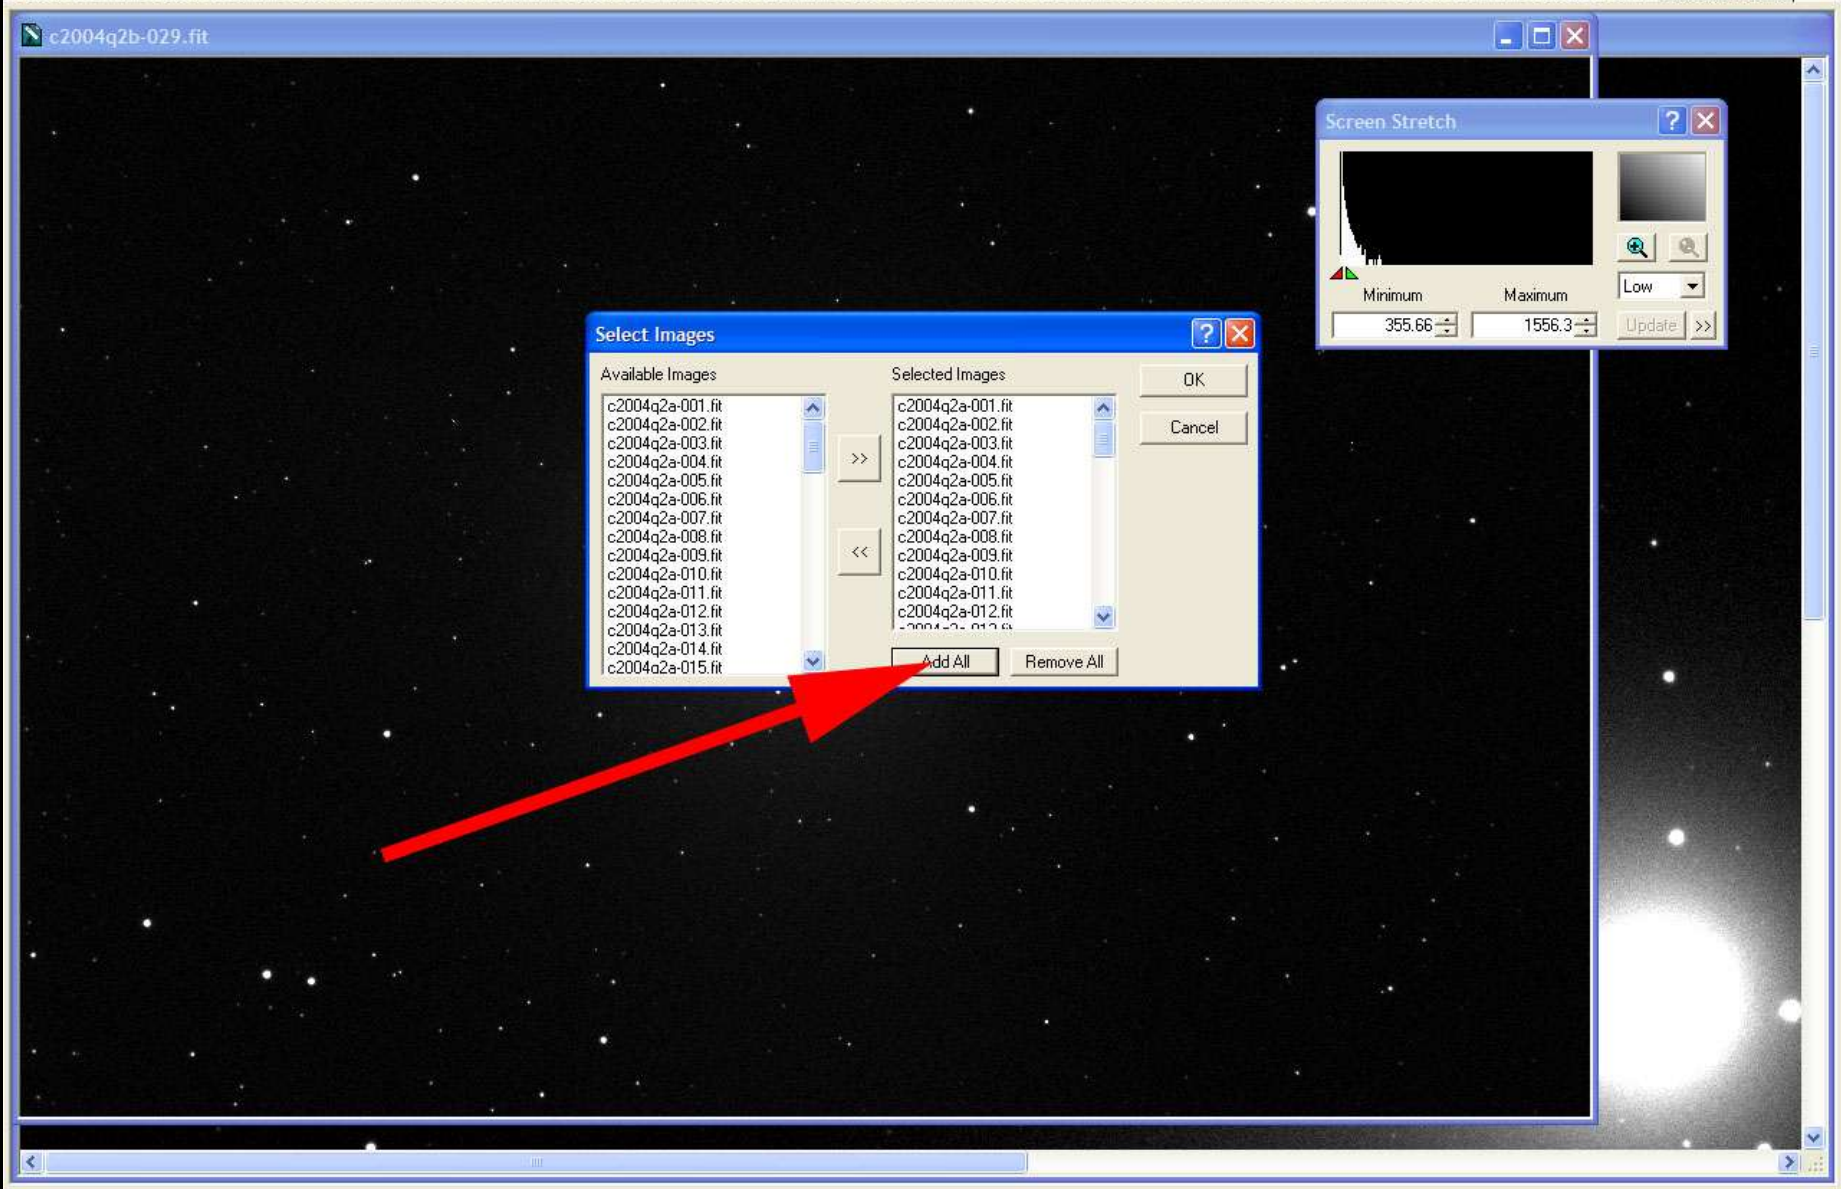 c2004q2b-029.fit
Screen Stretch
Minimum
Maximum
Low
355.66
1556.3
Update >>
Select Images
Available Images
c2004q2a-001.fit
c2004q2a-002.fit
c2004q2a-003.fit
c2004q2a-004.fit
c2004q2a-005.fit
c2004q2a-006.fit
c2004q2a-007.fit
c2004q2a-008.fit
c2004q2a-009.fit
c2004q2a-010.fit
c2004q2a-011.fit
c2004q2a-012.fit
c2004q2a-013.fit
c2004q2a-014.fit
c2004q2a-015.fit
>>
<<
Selected Images
c2004q2a-001.fit
c2004q2a-002.fit
c2004q2a-003.fit
c2004q2a-004.fit
c2004q2a-005.fit
c2004q2a-006.fit
c2004q2a-007.fit
c2004q2a-008.fit
c2004q2a-009.fit
c2004q2a-010.fit
c2004q2a-011.fit
c2004q2a-012.fit
Add All
Remove All
OK
Cancel